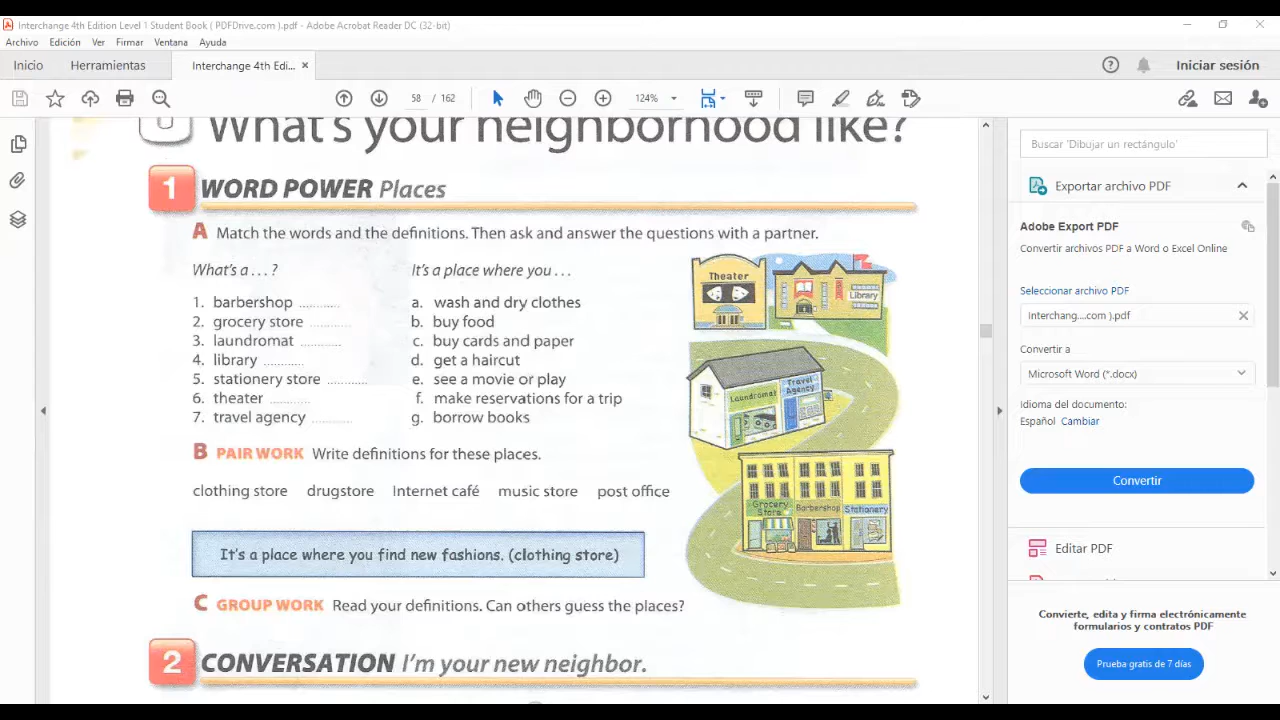 Interchange 4th Edition Level 1 Student Book ( PDFDrive.com ).pdf - Adobe Acrobat Reader DC (32-bit)
Archivo Edición Ver Firmar Ventana Ayuda
Inicio Herramientas Interchange 4th Edi... × Iniciar sesión
58 / 162 124%
What's your neighborhood like?
1 WORD POWER Places
A Match the words and the definitions. Then ask and answer the questions with a partner.
What's a . . . ? It's a place where you . . .
1. barbershop ........... a. wash and dry clothes
2. grocery store ........... b. buy food
3. laundromat ........... c. buy cards and paper
4. library ........... d. get a haircut
5. stationery store ........... e. see a movie or play
6. theater ........... f. make reservations for a trip
7. travel agency ........... g. borrow books
Theater
Library
Laundromat
Travel
Agency
Grocery
Store
Barbershop
Stationery
B PAIR WORK Write definitions for these places.
clothing store drugstore Internet café music store post office
It's a place where you find new fashions. (clothing store)
C GROUP WORK Read your definitions. Can others guess the places?
2 CONVERSATION I'm your new neighbor.
Buscar 'Dibujar un rectángulo'
Exportar archivo PDF
Adobe Export PDF
Convertir archivos PDF a Word o Excel Online
Seleccionar archivo PDF
Interchang....com ).pdf
Convertir a
Microsoft Word (*.docx)
Idioma del documento:
Español Cambiar
Convertir
Editar PDF
Convierte, edita y firma electrónicamente
formularios y contratos PDF
Prueba gratis de 7 días